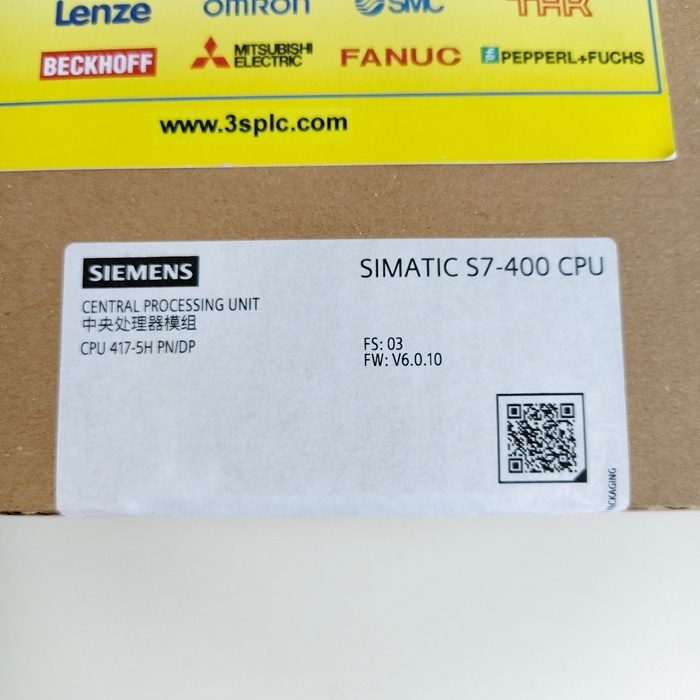 Lenze OMRON SMC THK
BECKHOFF MITSUBISHI ELECTRIC FANUC PEPPERL+FUCHS
www.3splc.com
SIEMENS
SIMATIC S7-400 CPU
CENTRAL PROCESSING UNIT
中央处理器模组
CPU 417-5H PN/DP
FS: 03
FW: V6.0.10